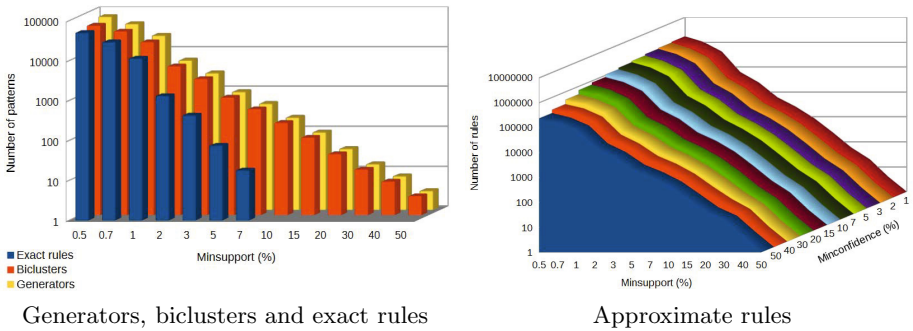 100000
10000
1000
100
10
1
Number of patterns
0.5 0.7 1 2 3 5 7 10 15 20 30 40 50
Minsupport (%)
Exact rules
Biclusters
Generators
Generators, biclusters and exact rules
10000000
1000000
100000
10000
1000
100
10
1
Number of rules
0.5 0.7 1 2 3 5 7 10 15 20 30 40 50
Minsupport (%)
50 40 30 20 15 10 7 5 3 2 1
Minconfidence (%)
Approximate rules